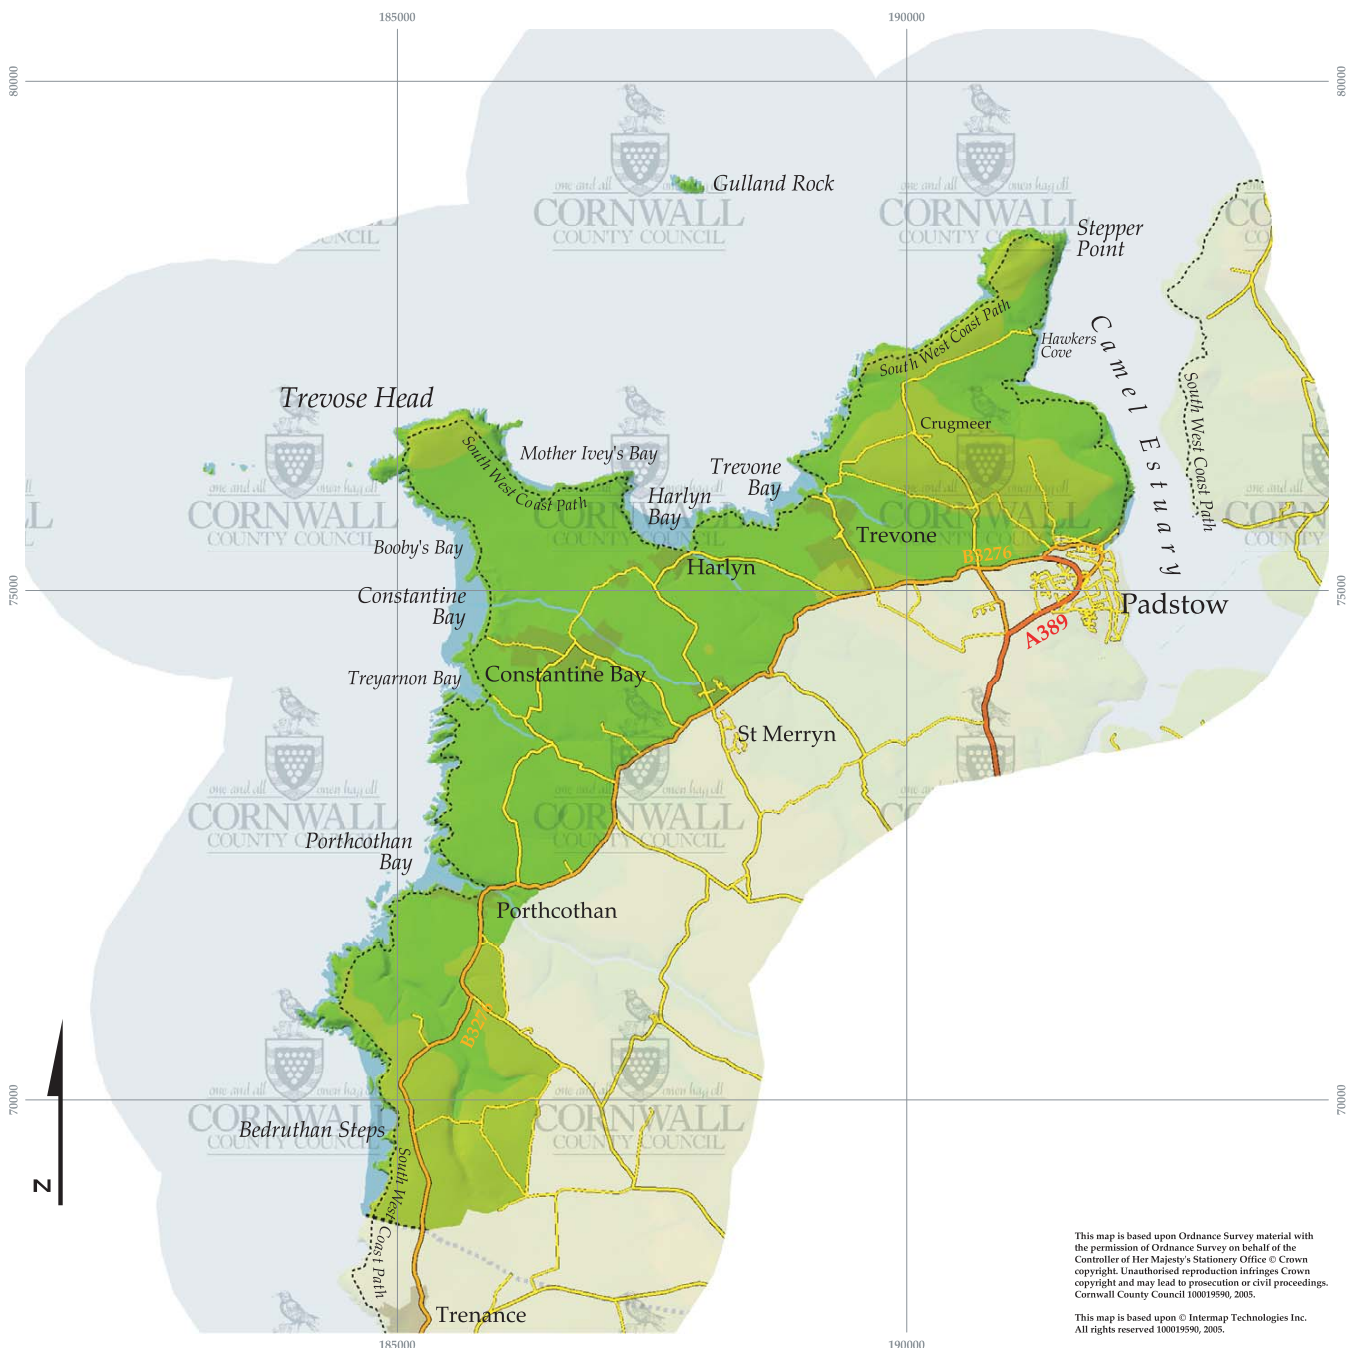 185000
190000
80000
80000
Gulland Rock
Stepper
Point
South West Coast Path
Hawkers
Cove
Camel Estuary
South West Coast Path
Trevose Head
Crugmeer
Mother Ivey's Bay
South West Coast Path
Trevone
Bay
Harlyn
Bay
Booby's Bay
Trevone
B3276
Harlyn
75000
75000
Constantine
Bay
Padstow
A389
Treyarnon Bay
Constantine Bay
St Merryn
Porthcothan
Bay
Porthcothan
B3276
70000
70000
Bedruthan Steps
South West Coast Path
N
Trenance
185000
190000
one and all onen hag oll
CORNWALL
COUNTY COUNCIL
This map is based upon Ordnance Survey material with
the permission of Ordnance Survey on behalf of the
Controller of Her Majesty's Stationery Office © Crown
copyright. Unauthorised reproduction infringes Crown
copyright and may lead to prosecution or civil proceedings.
Cornwall County Council 100019590, 2005.
This map is based upon © Intermap Technologies Inc.
All rights reserved 100019590, 2005.